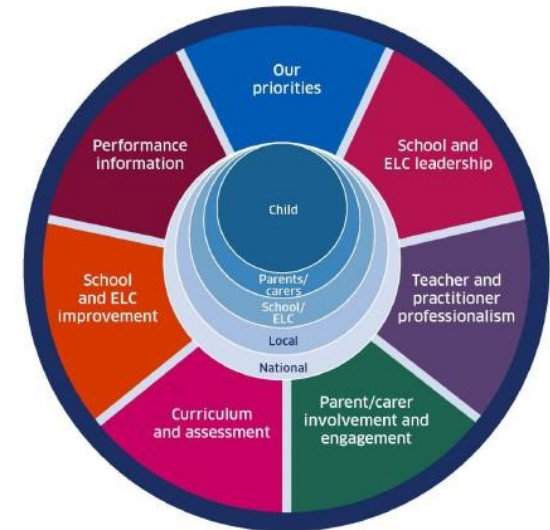 Our
priorities
School and
ELC leadership
Teacher and
practitioner
professionalism
Parent/carer
involvement and
engagement
Curriculum
and assessment
School
and ELC
improvement
Performance
information
Child
Parents/
carers
School/
ELC
Local
National